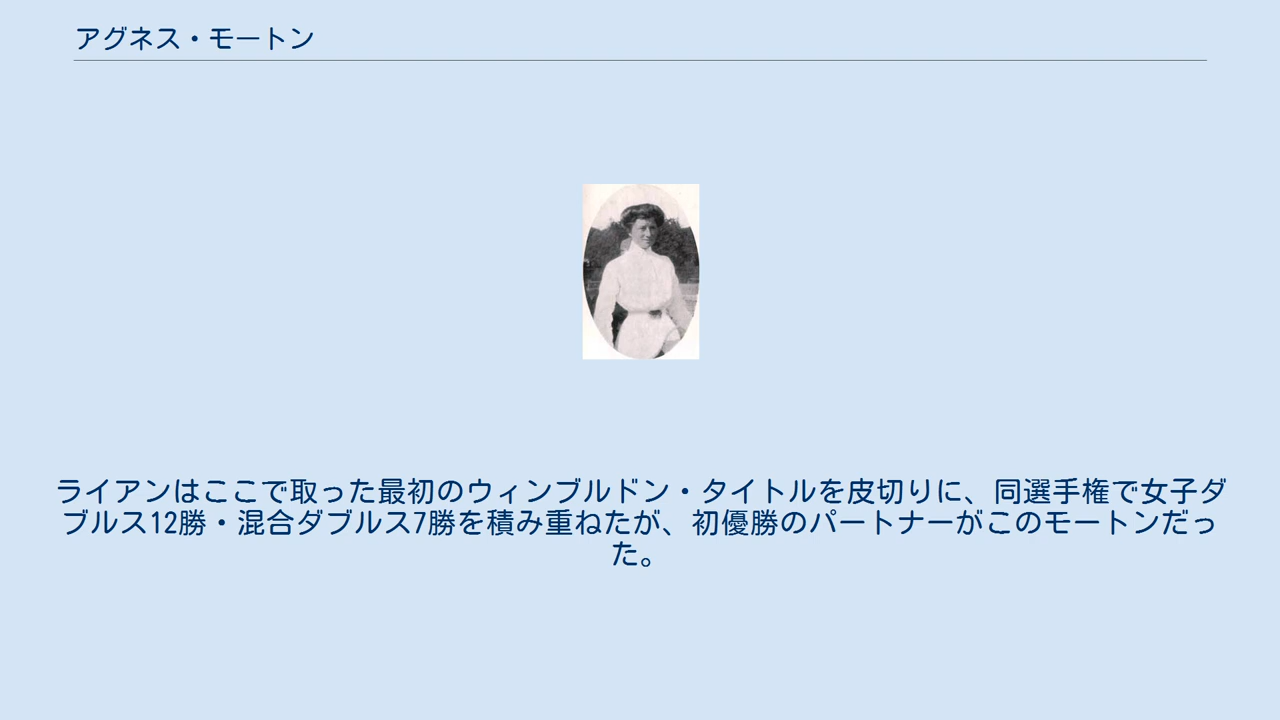 アグネス・モートン
ライアンはここで取った最初のウィンブルドン・タイトルを皮切りに、同選手権で女子ダ
ブルス12勝・混合ダブルス7勝を積み重ねたが、初優勝のパートナーがこのモートンだっ
た。